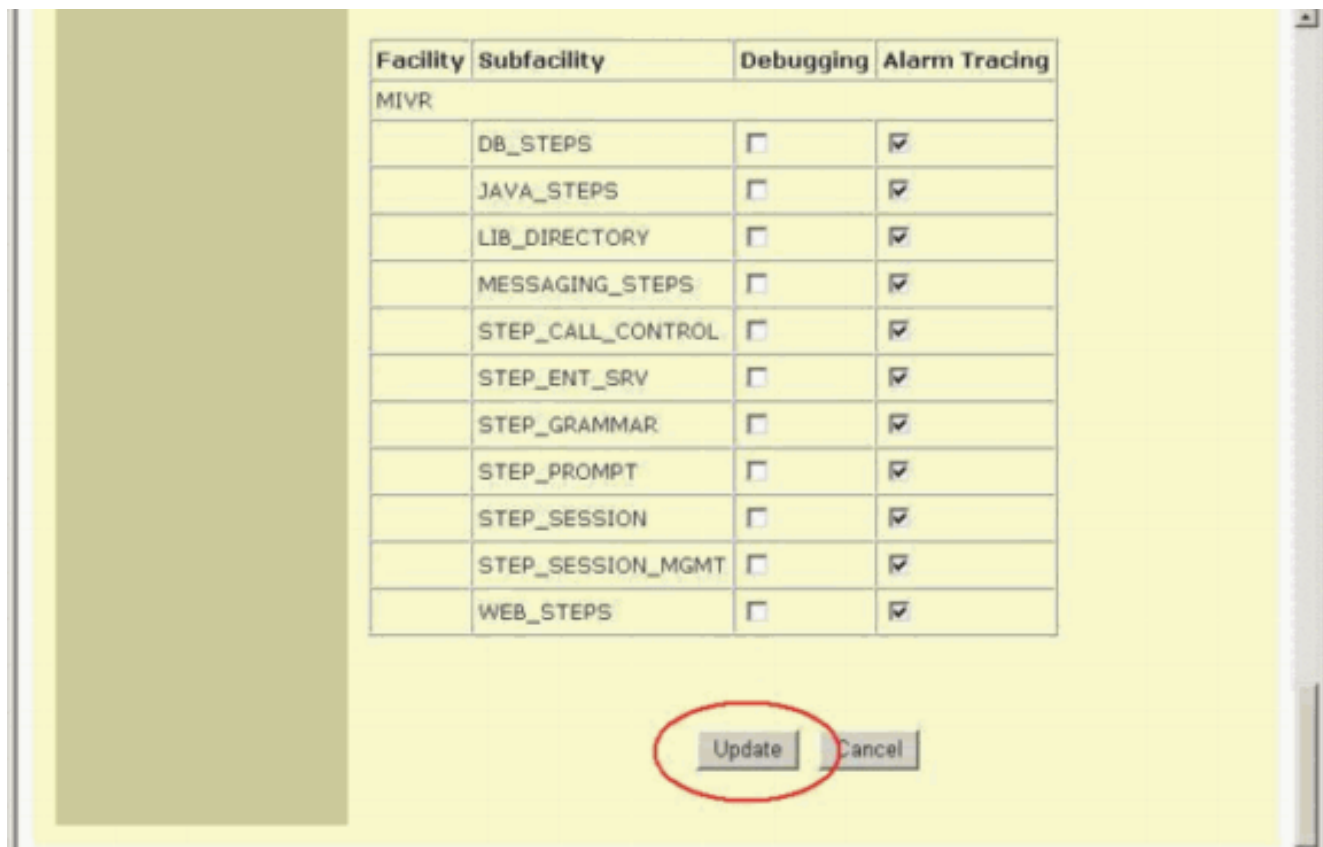 Facility Subfacility Debugging Alarm Tracing
MIVR
DB_STEPS
JAVA_STEPS
LIB_DIRECTORY
MESSAGING_STEPS
STEP_CALL_CONTROL
STEP_ENT_SRV
STEP_GRAMMAR
STEP_PROMPT
STEP_SESSION
STEP_SESSION_MGMT
WEB_STEPS
Update Cancel